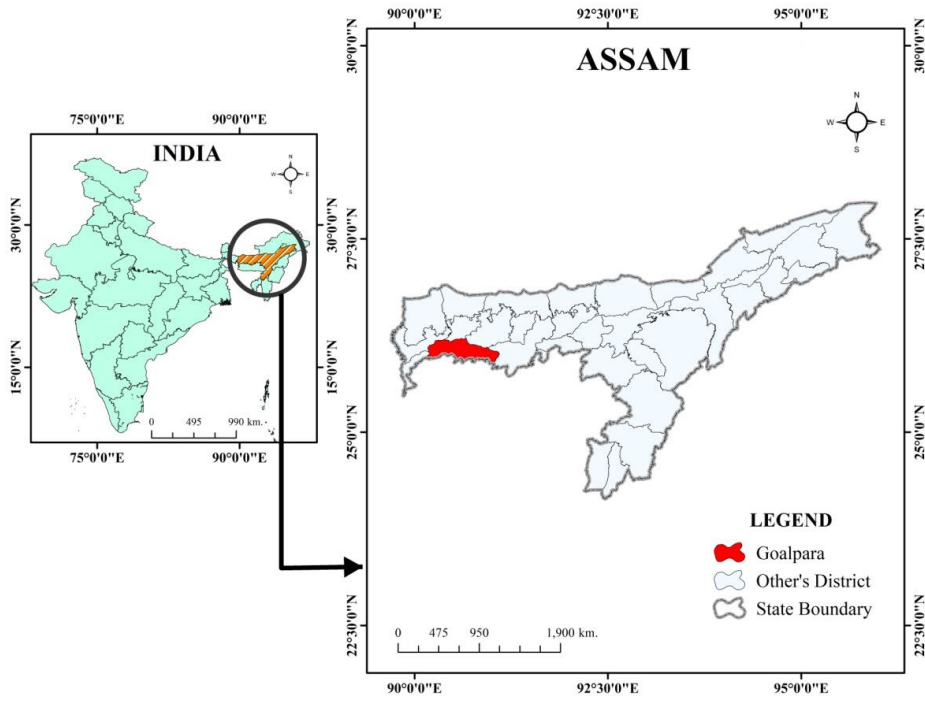 75°0'0"E 90°0'0"E
INDIA
N
W E
S
30°0'0"N
15°0'0"N
30°0'0"N
15°0'0"N
0 495 990 km.
75°0'0"E 90°0'0"E
90°0'0"E 92°30'0"E 95°0'0"E
ASSAM
N
W E
S
30°0'0"N
27°30'0"N
25°0'0"N
22°30'0"N
30°0'0"N
27°30'0"N
25°0'0"N
22°30'0"N
LEGEND
Goalpara
Other's District
State Boundary
0 475 950 1,900 km.
90°0'0"E 92°30'0"E 95°0'0"E